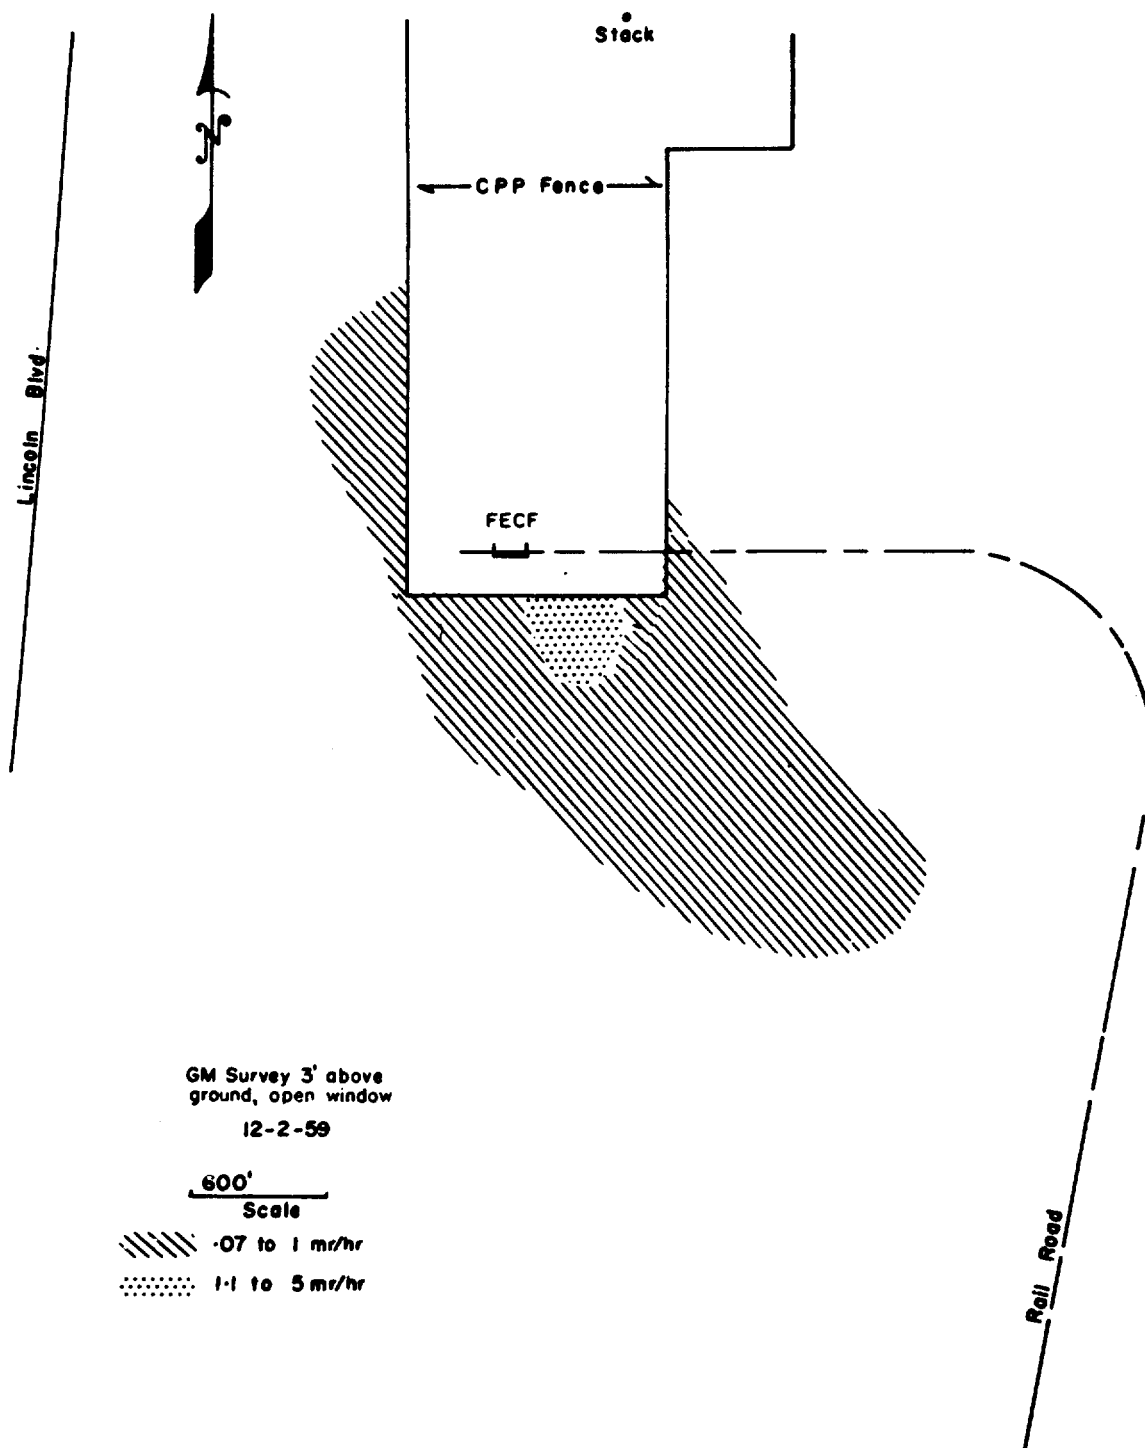 Stack
N
CPP Fence
Lincoln Blvd.
FECF
GM Survey 3' above
ground, open window
12-2-59
600'
Scale
.07 to 1 mr/hr
1.1 to 5 mr/hr
Rail Road